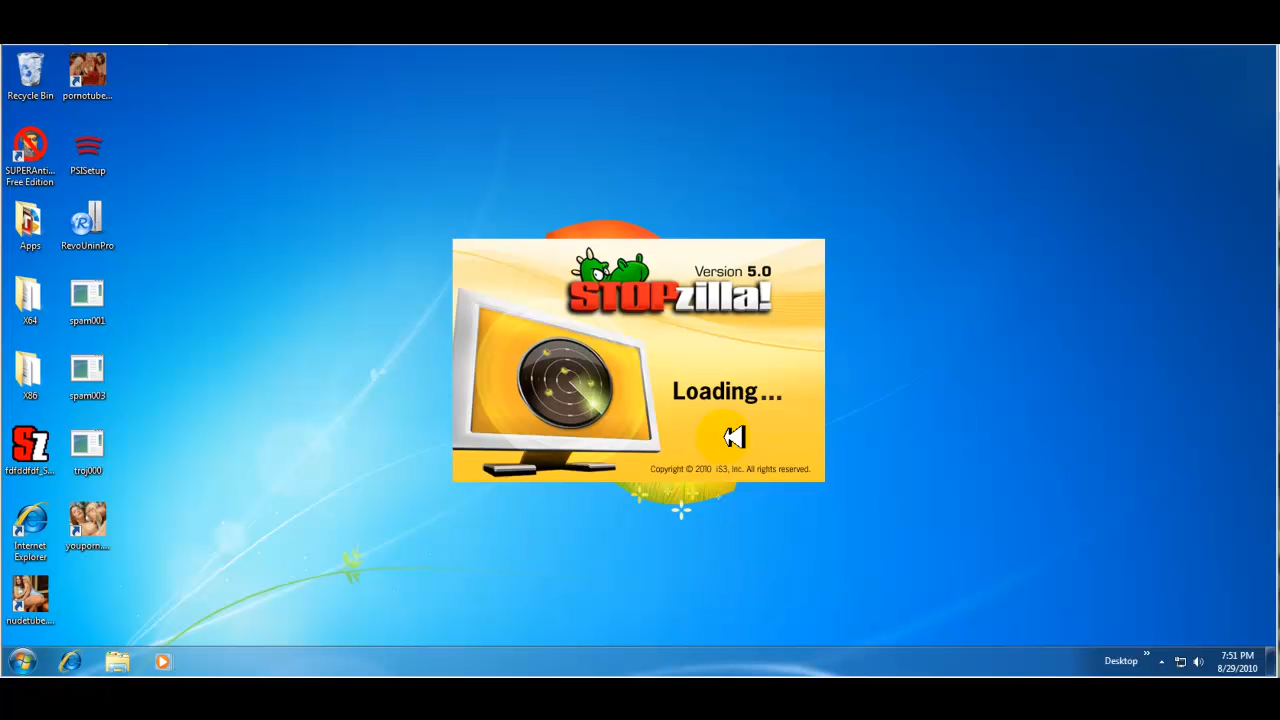 Recycle Bin
pornotube...
SUPERAnti...
Free Edition
PSISetup
Apps
RevoUninPro
X64
spam001
X86
spam003
fdfddfdf_S...
troj000
Internet
Explorer
youporn....
nudetube....
Version 5.0
STOPzilla!
Loading...
Copyright © 2010 iS3, Inc. All rights reserved.
Sz
R
Desktop
»
7:51 PM
8/29/2010